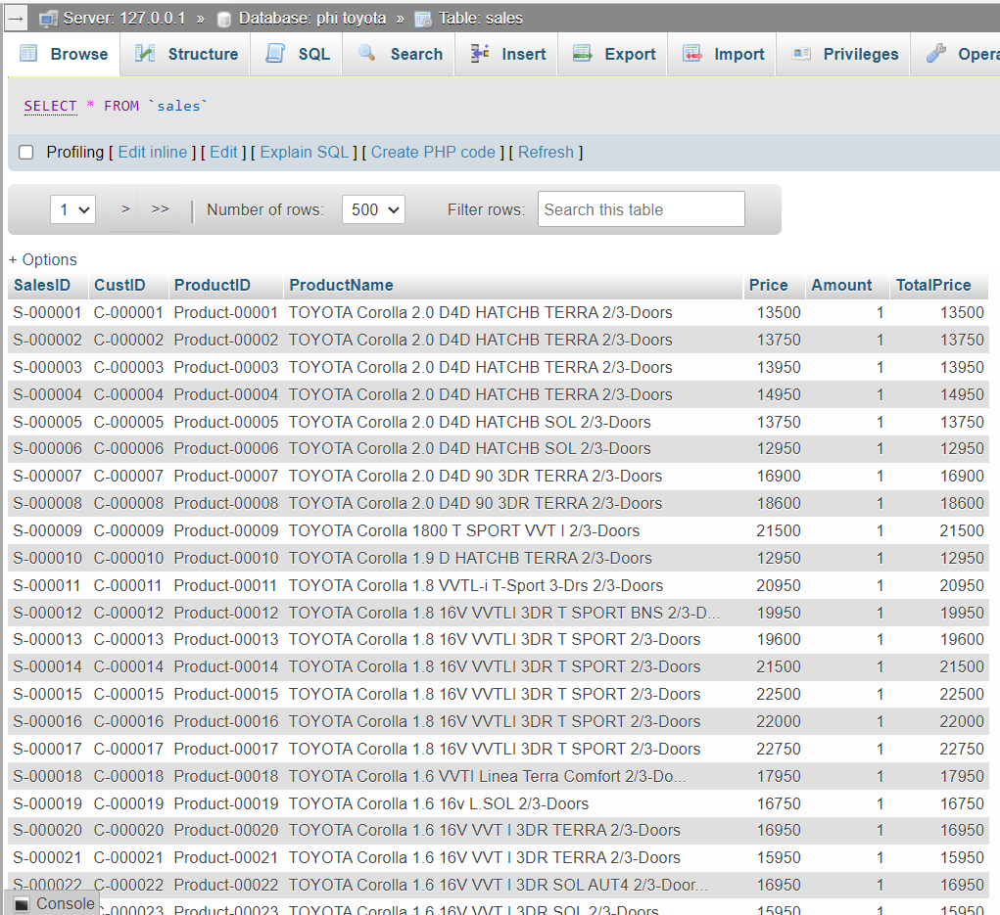 → Server: 127.0.0.1 » Database: phi toyota » Table: sales
Browse Structure SQL Search Insert Export Import Privileges Opera
SELECT * FROM `sales`
Profiling [ Edit inline ] [ Edit ] [ Explain SQL ] [ Create PHP code ] [ Refresh ]
1 > >> | Number of rows: 500 Filter rows: Search this table
+ Options
SalesID CustID ProductID ProductName Price Amount TotalPrice
S-000001 C-000001 Product-00001 TOYOTA Corolla 2.0 D4D HATCHB TERRA 2/3-Doors 13500 1 13500
S-000002 C-000002 Product-00002 TOYOTA Corolla 2.0 D4D HATCHB TERRA 2/3-Doors 13750 1 13750
S-000003 C-000003 Product-00003 TOYOTA Corolla 2.0 D4D HATCHB TERRA 2/3-Doors 13950 1 13950
S-000004 C-000004 Product-00004 TOYOTA Corolla 2.0 D4D HATCHB TERRA 2/3-Doors 14950 1 14950
S-000005 C-000005 Product-00005 TOYOTA Corolla 2.0 D4D HATCHB SOL 2/3-Doors 13750 1 13750
S-000006 C-000006 Product-00006 TOYOTA Corolla 2.0 D4D HATCHB SOL 2/3-Doors 12950 1 12950
S-000007 C-000007 Product-00007 TOYOTA Corolla 2.0 D4D 90 3DR TERRA 2/3-Doors 16900 1 16900
S-000008 C-000008 Product-00008 TOYOTA Corolla 2.0 D4D 90 3DR TERRA 2/3-Doors 18600 1 18600
S-000009 C-000009 Product-00009 TOYOTA Corolla 1800 T SPORT VVT I 2/3-Doors 21500 1 21500
S-000010 C-000010 Product-00010 TOYOTA Corolla 1.9 D HATCHB TERRA 2/3-Doors 12950 1 12950
S-000011 C-000011 Product-00011 TOYOTA Corolla 1.8 VVTL-i T-Sport 3-Drs 2/3-Doors 20950 1 20950
S-000012 C-000012 Product-00012 TOYOTA Corolla 1.8 16V VVTLI 3DR T SPORT BNS 2/3-D... 19950 1 19950
S-000013 C-000013 Product-00013 TOYOTA Corolla 1.8 16V VVTLI 3DR T SPORT 2/3-Doors 19600 1 19600
S-000014 C-000014 Product-00014 TOYOTA Corolla 1.8 16V VVTLI 3DR T SPORT 2/3-Doors 21500 1 21500
S-000015 C-000015 Product-00015 TOYOTA Corolla 1.8 16V VVTLI 3DR T SPORT 2/3-Doors 22500 1 22500
S-000016 C-000016 Product-00016 TOYOTA Corolla 1.8 16V VVTLI 3DR T SPORT 2/3-Doors 22000 1 22000
S-000017 C-000017 Product-00017 TOYOTA Corolla 1.8 16V VVTLI 3DR T SPORT 2/3-Doors 22750 1 22750
S-000018 C-000018 Product-00018 TOYOTA Corolla 1.6 VVTI Linea Terra Comfort 2/3-Do... 17950 1 17950
S-000019 C-000019 Product-00019 TOYOTA Corolla 1.6 16v L.SOL 2/3-Doors 16750 1 16750
S-000020 C-000020 Product-00020 TOYOTA Corolla 1.6 16V VVT I 3DR TERRA 2/3-Doors 16950 1 16950
S-000021 C-000021 Product-00021 TOYOTA Corolla 1.6 16V VVT I 3DR TERRA 2/3-Doors 15950 1 15950
S-000022 C-000022 Product-00022 TOYOTA Corolla 1.6 16V VVT I 3DR SOL AUT4 2/3-Door... 16950 1 16950
Console C-000023 Product-00023 TOYOTA Corolla 1.6 16V VVT I 3DR SOL 2/3-Doors 15950 1 15950